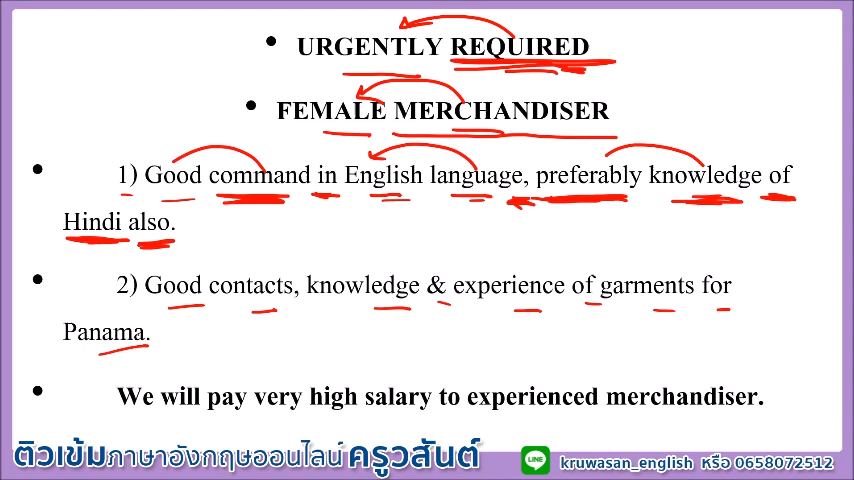 • URGENTLY REQUIRED
• FEMALE MERCHANDISER
• 1) Good command in English language, preferably knowledge of
Hindi also.
• 2) Good contacts, knowledge & experience of garments for
Panama.
• We will pay very high salary to experienced merchandiser.
ติวเข้มภาษาอังกฤษออนไลน์ ครูวสันต์ LINE kruwasan_english หรือ 0658072512